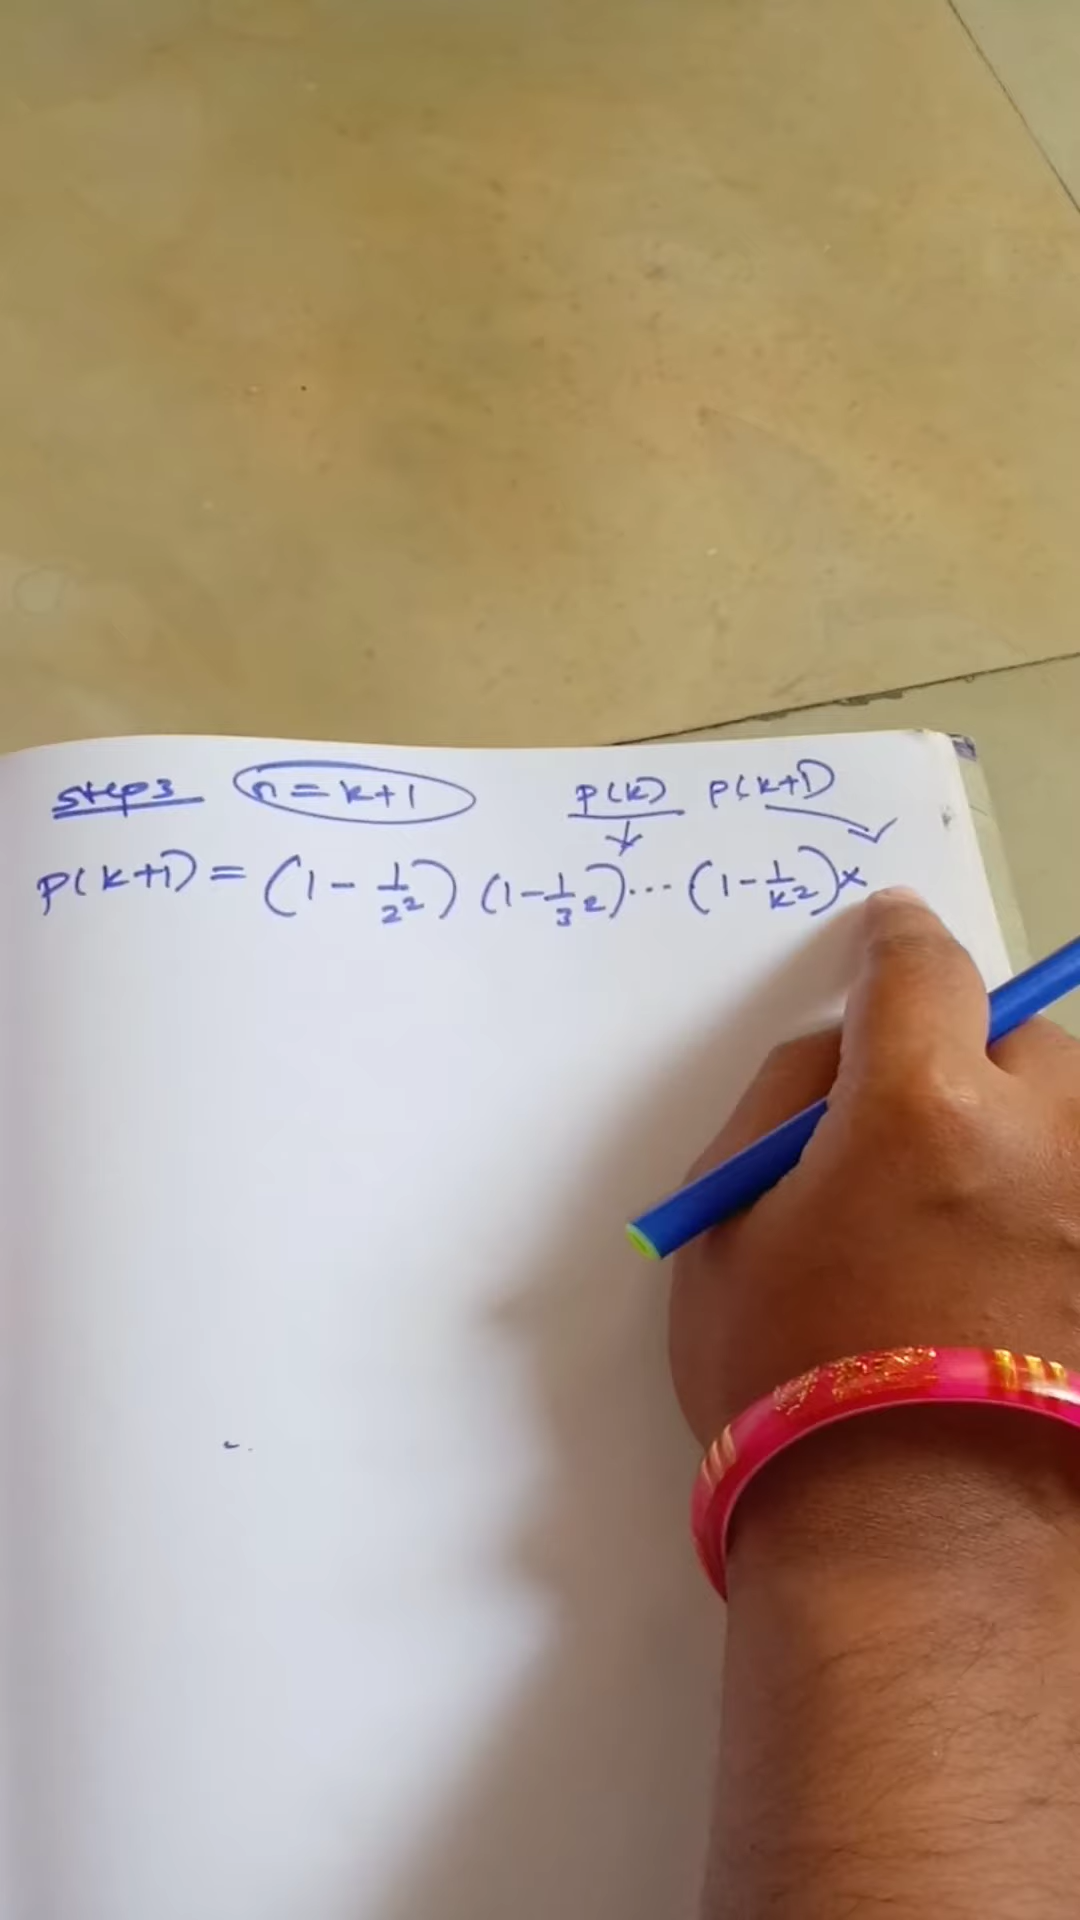 step3 n = k+1 P(k) P(k+1)
P(k+1) = (1 - 1/2²) (1 - 1/3²) ... (1 - 1/k²) ×